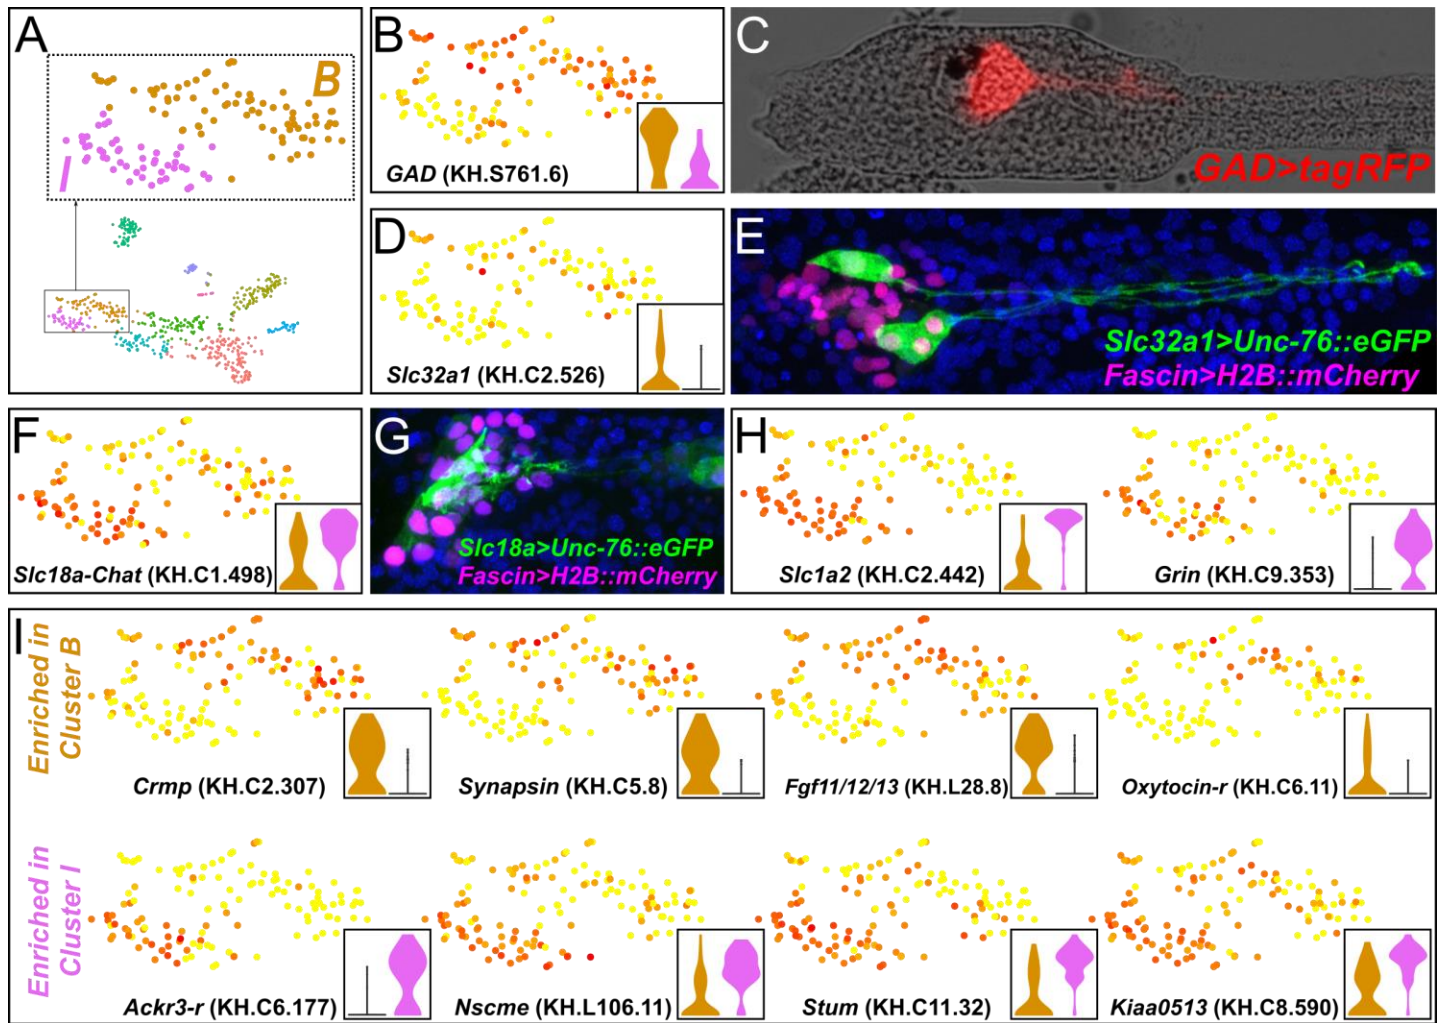 A
B
I
B
GAD (KH.S761.6)
C
GAD>tagRFP
D
Slc32a1 (KH.C2.526)
E
Slc32a1>Unc-76::eGFP
Fascin>H2B::mCherry
F
Slc18a-Chat (KH.C1.498)
G
Slc18a>Unc-76::eGFP
Fascin>H2B::mCherry
H
Slc1a2 (KH.C2.442)
Grin (KH.C9.353)
I
Enriched in
Cluster B
Crmp (KH.C2.307)
Synapsin (KH.C5.8)
Fgf11/12/13 (KH.L28.8)
Oxytocin-r (KH.C6.11)
Enriched in
Cluster I
Ackr3-r (KH.C6.177)
Nscme (KH.L106.11)
Stum (KH.C11.32)
Kiaa0513 (KH.C8.590)